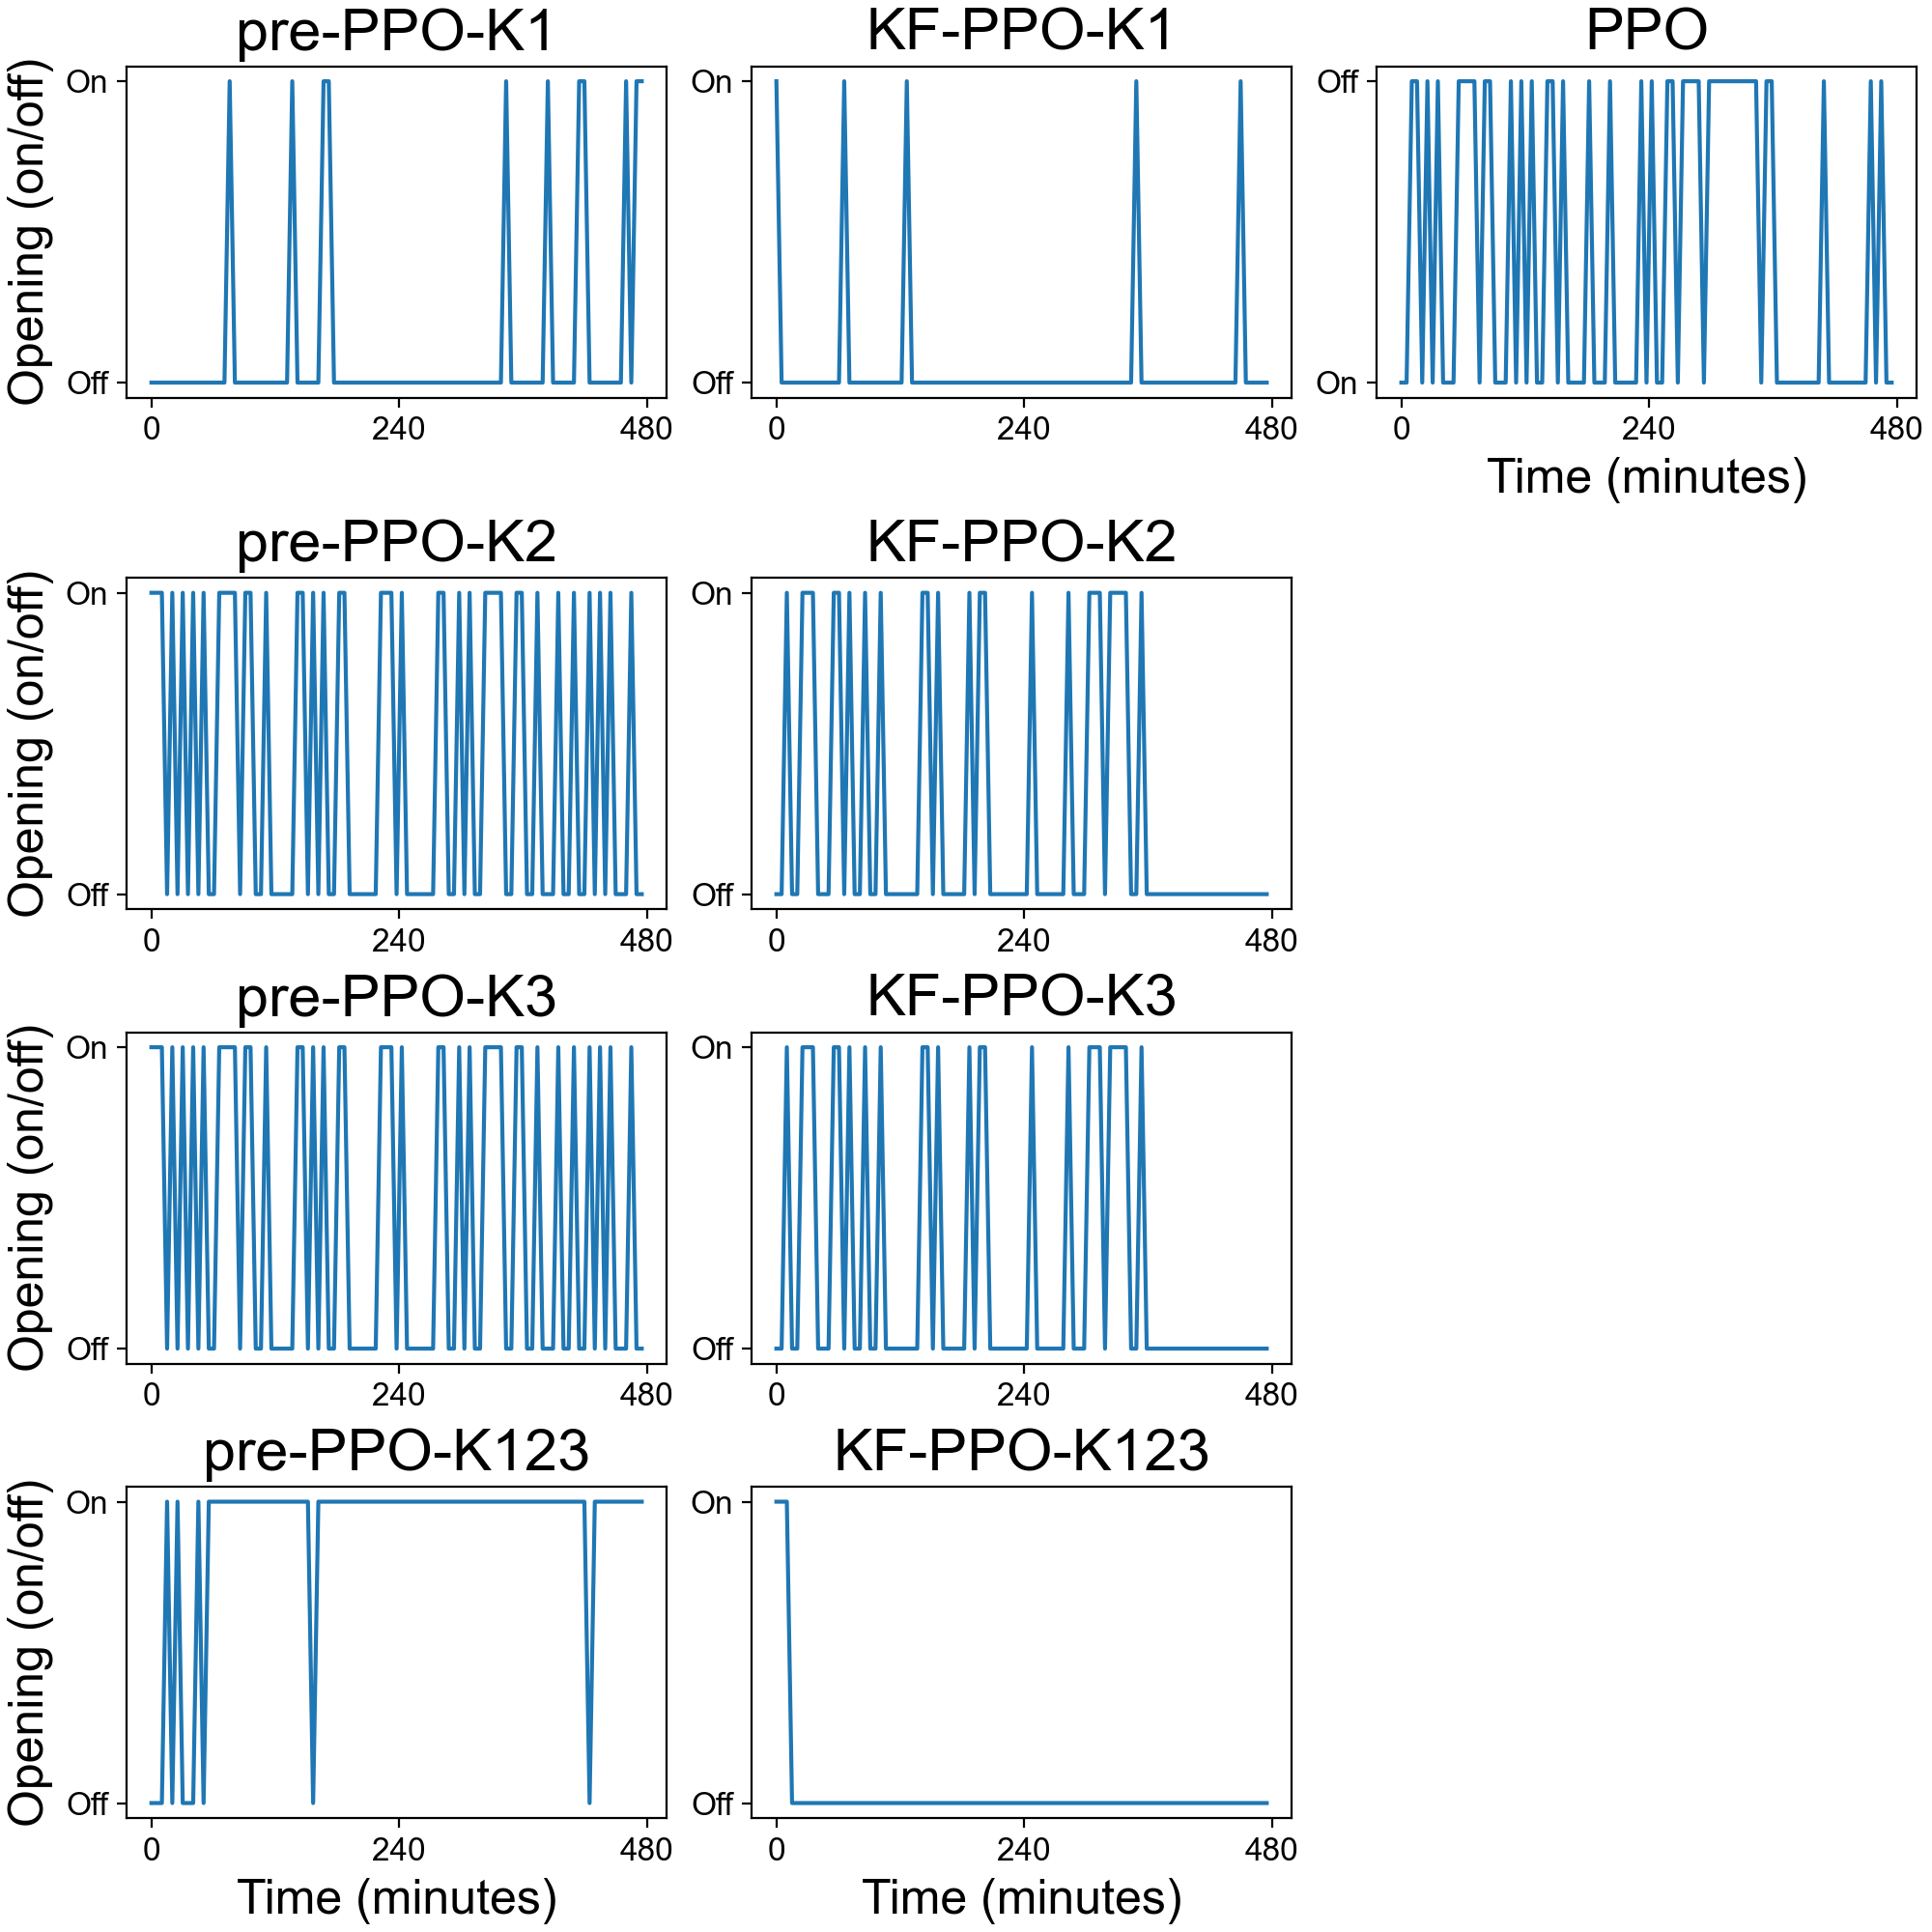 pre-PPO-K1
KF-PPO-K1
PPO
Opening (on/off)
On
Off
0 240 480
On
Off
0 240 480
Off
On
0 240 480
Time (minutes)
pre-PPO-K2
KF-PPO-K2
Opening (on/off)
On
Off
0 240 480
On
Off
0 240 480
pre-PPO-K3
KF-PPO-K3
Opening (on/off)
On
Off
0 240 480
On
Off
0 240 480
pre-PPO-K123
KF-PPO-K123
Opening (on/off)
On
Off
0 240 480
Time (minutes)
On
Off
0 240 480
Time (minutes)